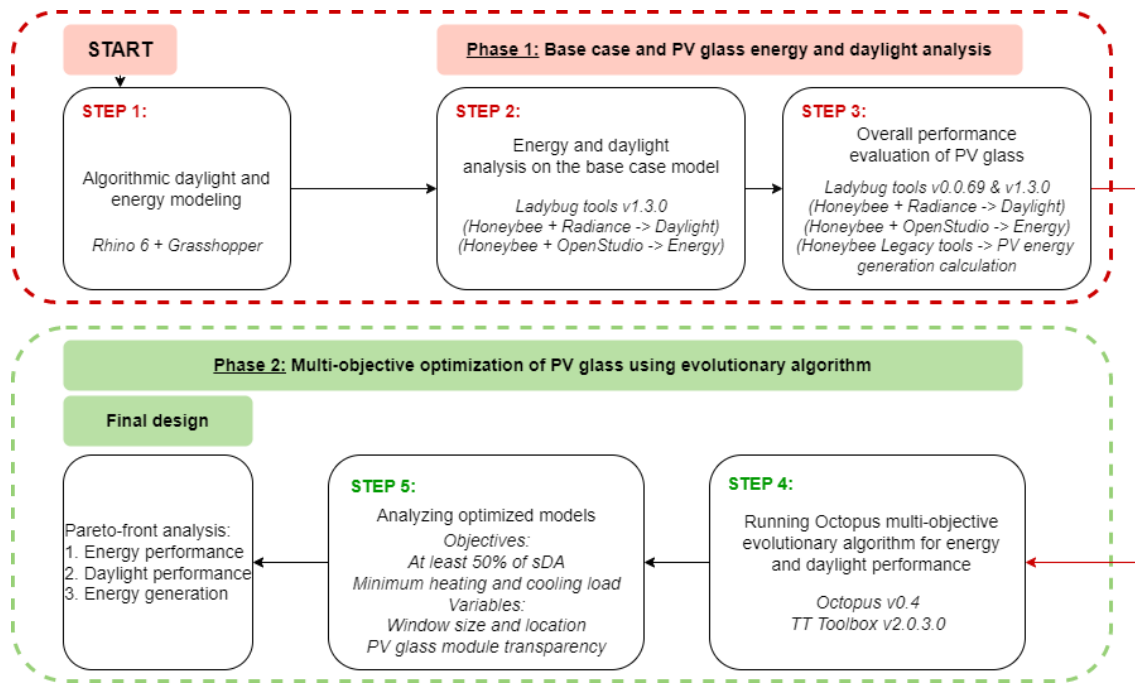 START
Phase 1: Base case and PV glass energy and daylight analysis
STEP 1:
Algorithmic daylight and
energy modeling
Rhino 6 + Grasshopper
STEP 2:
Energy and daylight
analysis on the base case model
Ladybug tools v1.3.0
(Honeybee + Radiance -> Daylight)
(Honeybee + OpenStudio -> Energy)
STEP 3:
Overall performance
evaluation of PV glass
Ladybug tools v0.0.69 & v1.3.0
(Honeybee + Radiance -> Daylight)
(Honeybee + OpenStudio -> Energy)
(Honeybee Legacy tools -> PV energy
generation calculation
Phase 2: Multi-objective optimization of PV glass using evolutionary algorithm
STEP 4:
Running Octopus multi-objective
evolutionary algorithm for energy
and daylight performance
Octopus v0.4
TT Toolbox v2.0.3.0
STEP 5:
Analyzing optimized models
Objectives:
At least 50% of sDA
Minimum heating and cooling load
Variables:
Window size and location
PV glass module transparency
Final design
Pareto-front analysis:
1. Energy performance
2. Daylight performance
3. Energy generation